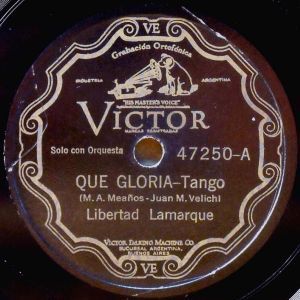 VE
Grabación Ortofónica
INDUSTRIA
ARGENTINA
"HIS MASTER'S VOICE"
VICTOR
MARCAS REGISTRADAS
Solo con Orquesta
47250-A
QUE GLORIA-Tango
(M. A. Meaños-Juan M. Velich)
Libertad Lamarque
VICTOR TALKING MACHINE CO
SUCURSAL ARGENTINA,
BUENOS AIRES
VE